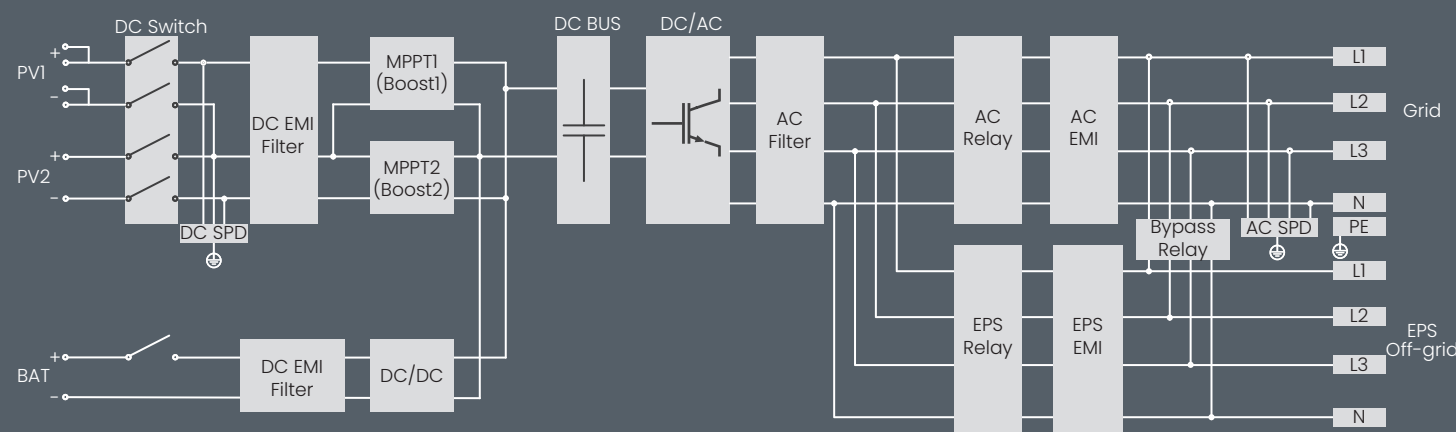 DC Switch
DC BUS
DC/AC
+
PV1
-
+
PV2
-
DC EMI
Filter
MPPT1
(Boost1)
MPPT2
(Boost2)
DC SPD
AC
Filter
AC
Relay
AC
EMI
L1
L2
L3
N
PE
Grid
Bypass
Relay
AC SPD
+
BAT
-
DC EMI
Filter
DC/DC
EPS
Relay
EPS
EMI
L1
L2
L3
N
EPS
Off-grid